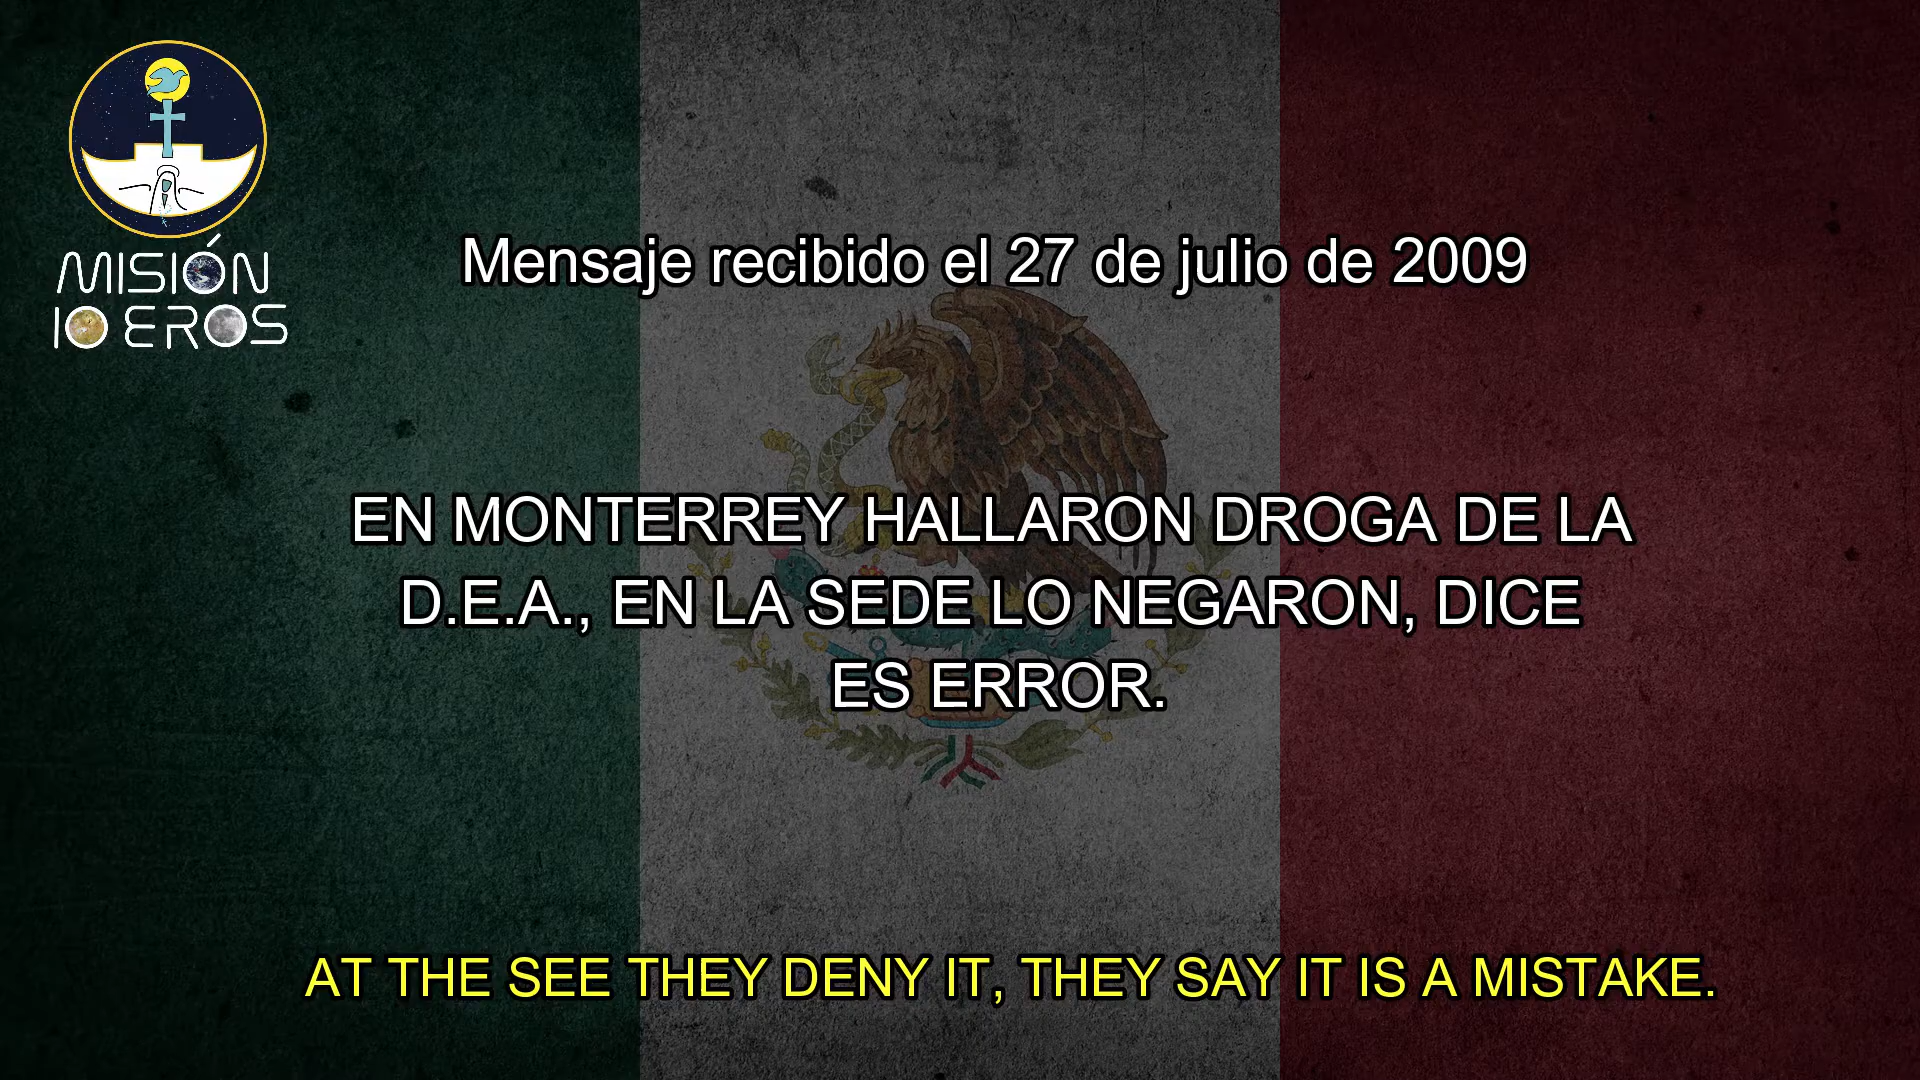 MISIÓN
IO EROS
Mensaje recibido el 27 de julio de 2009
EN MONTERREY HALLARON DROGA DE LA
D.E.A., EN LA SEDE LO NEGARON, DICE
ES ERROR.
AT THE SEE THEY DENY IT, THEY SAY IT IS A MISTAKE.